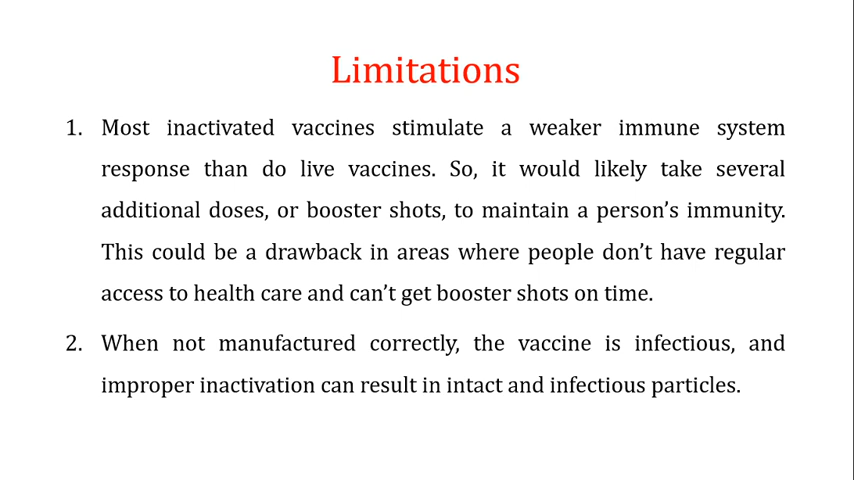 Limitations
1. Most inactivated vaccines stimulate a weaker immune system
response than do live vaccines. So, it would likely take several
additional doses, or booster shots, to maintain a person’s immunity.
This could be a drawback in areas where people don’t have regular
access to health care and can’t get booster shots on time.
2. When not manufactured correctly, the vaccine is infectious, and
improper inactivation can result in intact and infectious particles.